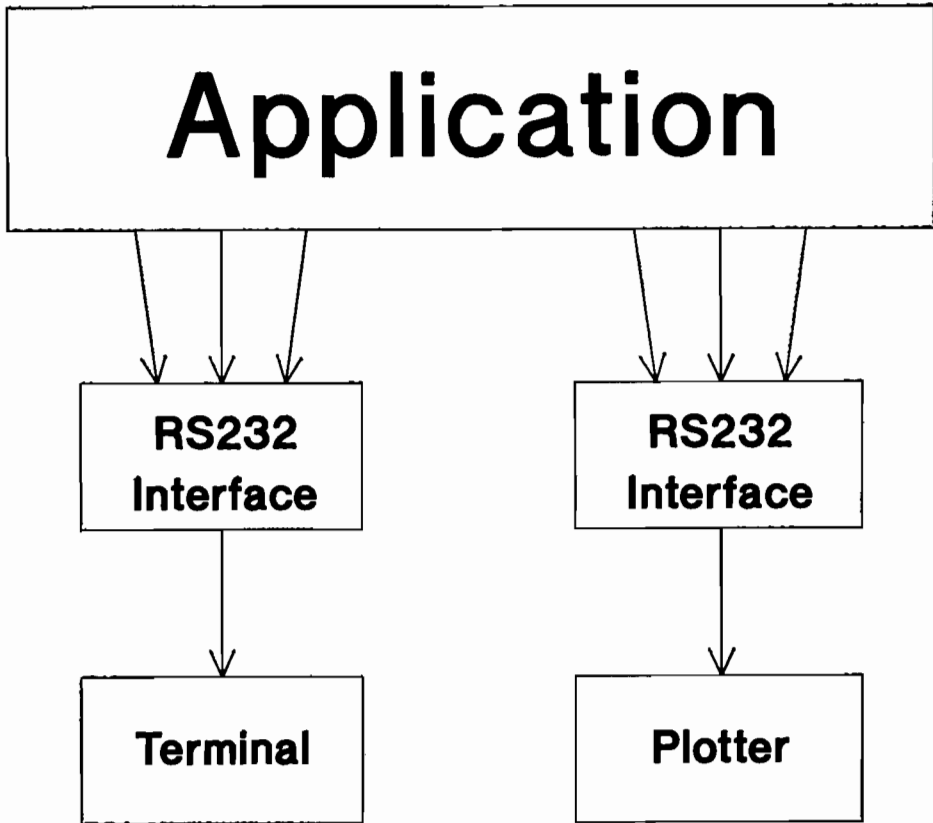 Application
RS232
Interface
RS232
Interface
Terminal
Plotter